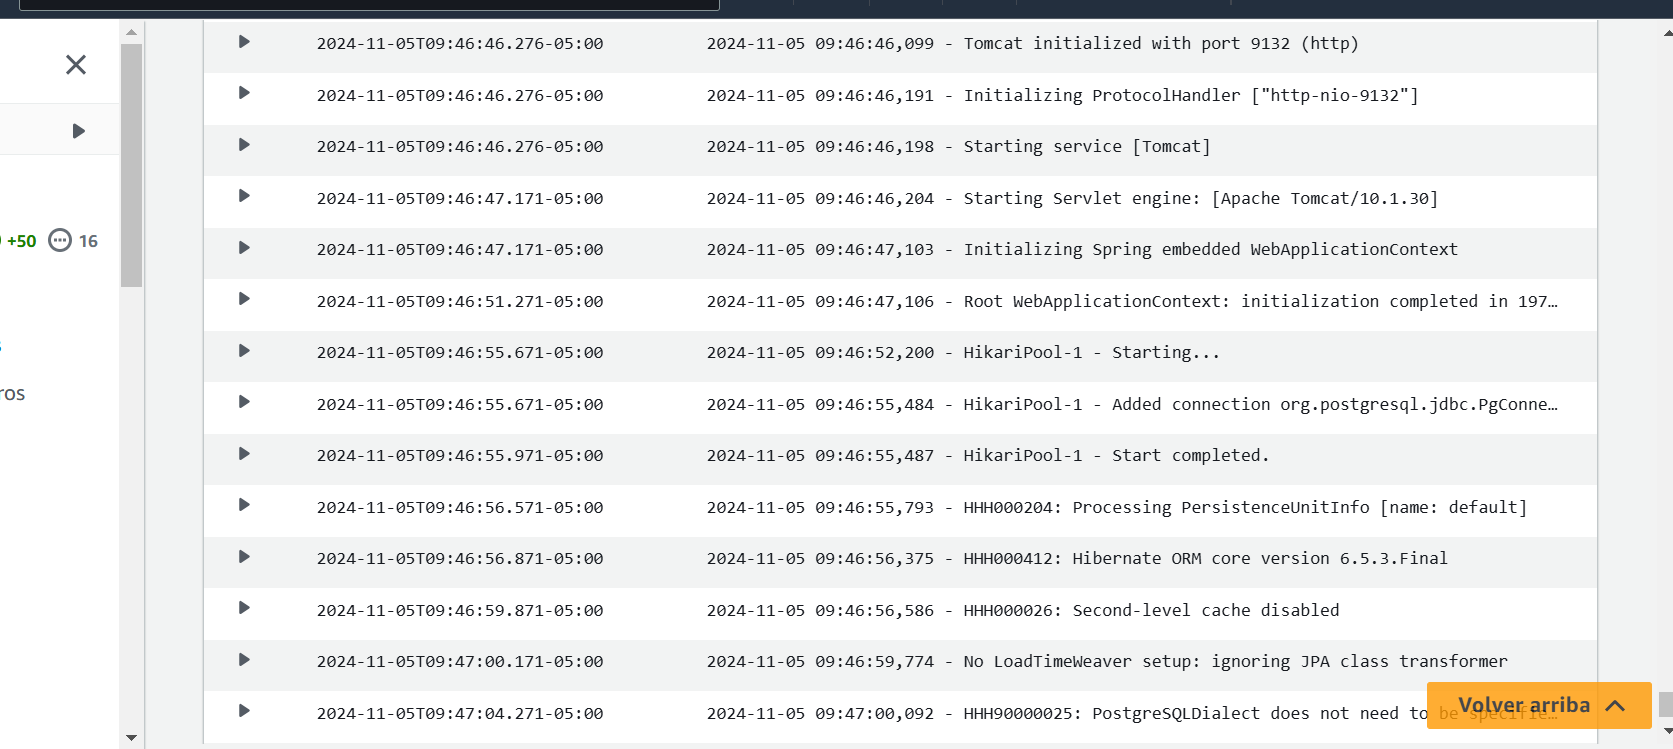 2024-11-05T09:46:46.276-05:00 2024-11-05 09:46:46,099 - Tomcat initialized with port 9132 (http)
2024-11-05T09:46:46.276-05:00 2024-11-05 09:46:46,191 - Initializing ProtocolHandler ["http-nio-9132"]
2024-11-05T09:46:46.276-05:00 2024-11-05 09:46:46,198 - Starting service [Tomcat]
2024-11-05T09:46:47.171-05:00 2024-11-05 09:46:46,204 - Starting Servlet engine: [Apache Tomcat/10.1.30]
+50 16
2024-11-05T09:46:47.171-05:00 2024-11-05 09:46:47,103 - Initializing Spring embedded WebApplicationContext
2024-11-05T09:46:51.271-05:00 2024-11-05 09:46:47,106 - Root WebApplicationContext: initialization completed in 197…
2024-11-05T09:46:55.671-05:00 2024-11-05 09:46:52,200 - HikariPool-1 - Starting...
ros
2024-11-05T09:46:55.671-05:00 2024-11-05 09:46:55,484 - HikariPool-1 - Added connection org.postgresql.jdbc.PgConne…
2024-11-05T09:46:55.971-05:00 2024-11-05 09:46:55,487 - HikariPool-1 - Start completed.
2024-11-05T09:46:56.571-05:00 2024-11-05 09:46:55,793 - HHH000204: Processing PersistenceUnitInfo [name: default]
2024-11-05T09:46:56.871-05:00 2024-11-05 09:46:56,375 - HHH000412: Hibernate ORM core version 6.5.3.Final
2024-11-05T09:46:59.871-05:00 2024-11-05 09:46:56,586 - HHH000026: Second-level cache disabled
2024-11-05T09:47:00.171-05:00 2024-11-05 09:46:59,774 - No LoadTimeWeaver setup: ignoring JPA class transformer
2024-11-05T09:47:04.271-05:00 2024-11-05 09:47:00,092 - HHH90000025: PostgreSQLDialect does not need to be specifie…
Volver arriba